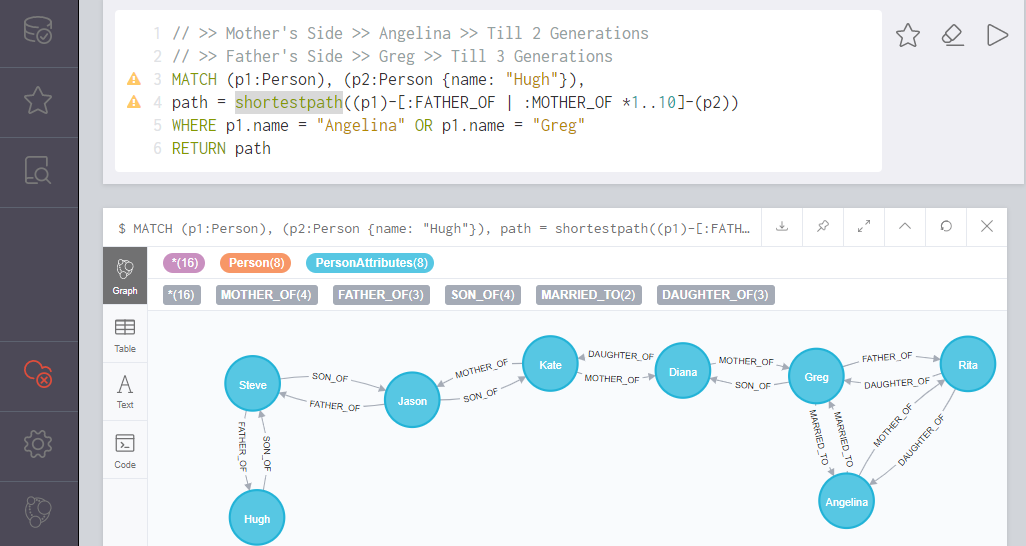 1 // >> Mother's Side >> Angelina >> Till 2 Generations
2 // >> Father's Side >> Greg >> Till 3 Generations
3 MATCH (p1:Person), (p2:Person {name: "Hugh"}),
4 path = shortestpath((p1)-[:FATHER_OF | :MOTHER_OF *1..10]-(p2))
5 WHERE p1.name = "Angelina" OR p1.name = "Greg"
6 RETURN path
$ MATCH (p1:Person), (p2:Person {name: "Hugh"}), path = shortestpath((p1)-[:FATH…
Graph
Table
Text
Code
*(16) Person(8) PersonAttributes(8)
*(16) MOTHER_OF(4) FATHER_OF(3) SON_OF(4) MARRIED_TO(2) DAUGHTER_OF(3)
Steve
SON_OF
FATHER_OF
Jason
MOTHER_OF
SON_OF
Kate
DAUGHTER_OF
MOTHER_OF
Diana
MOTHER_OF
SON_OF
Greg
FATHER_OF
DAUGHTER_OF
Rita
FATHER_OF
SON_OF
Hugh
MARRIED_TO
MARRIED_TO
MOTHER_OF
DAUGHTER_OF
Angelina